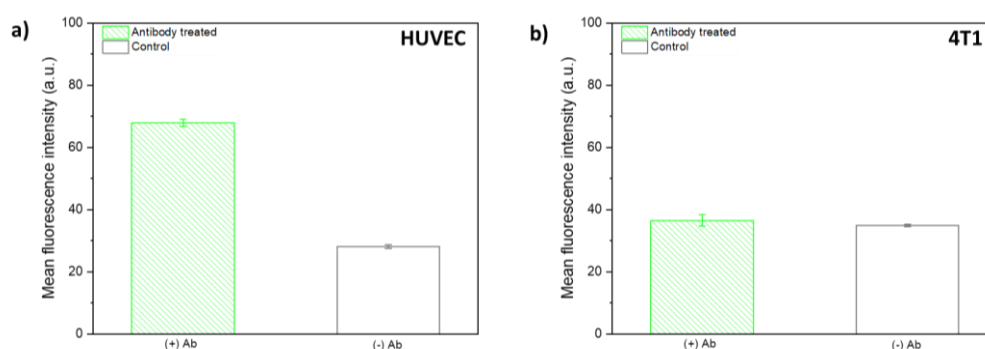 a)
Antibody treated
Control
HUVEC
Mean fluorescence intensity (a.u.)
100
80
60
40
20
0
(+) Ab
(-) Ab
b)
Antibody treated
Control
4T1
Mean fluorescence intensity (a.u.)
100
80
60
40
20
0
(+) Ab
(-) Ab